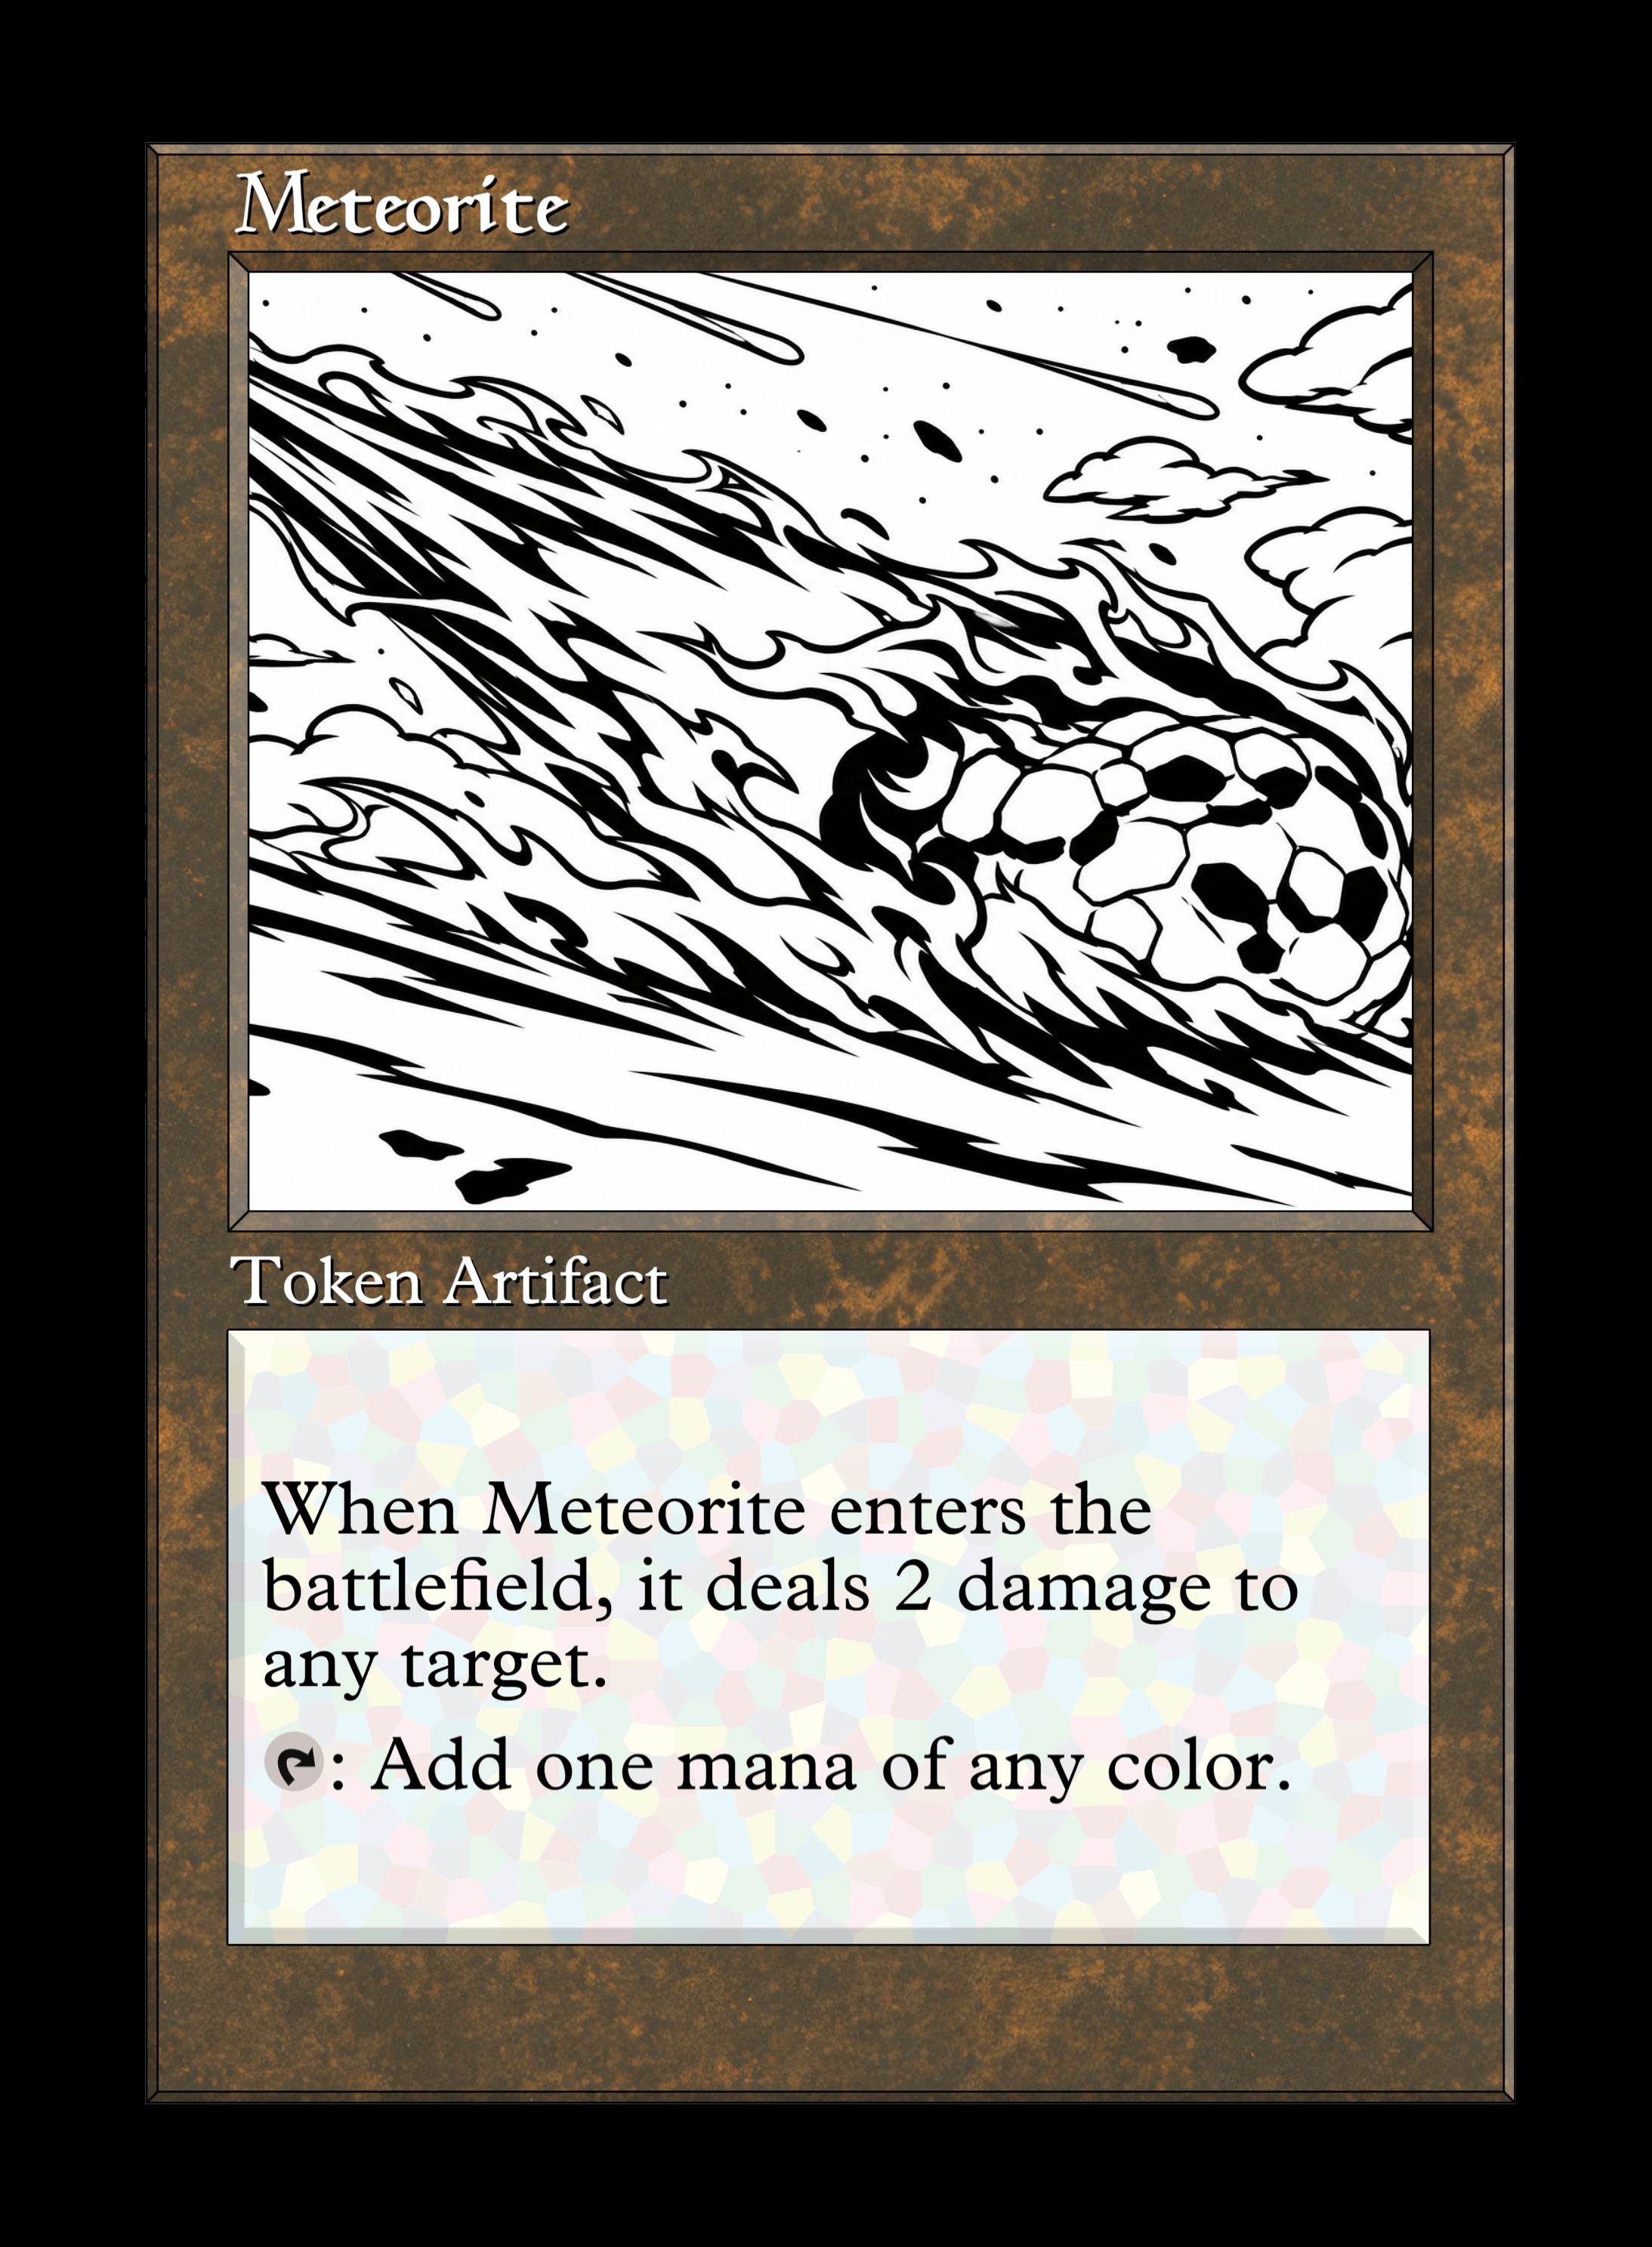 Meteorite
Token Artifact
When Meteorite enters the
battlefield, it deals 2 damage to
any target.
: Add one mana of any color.